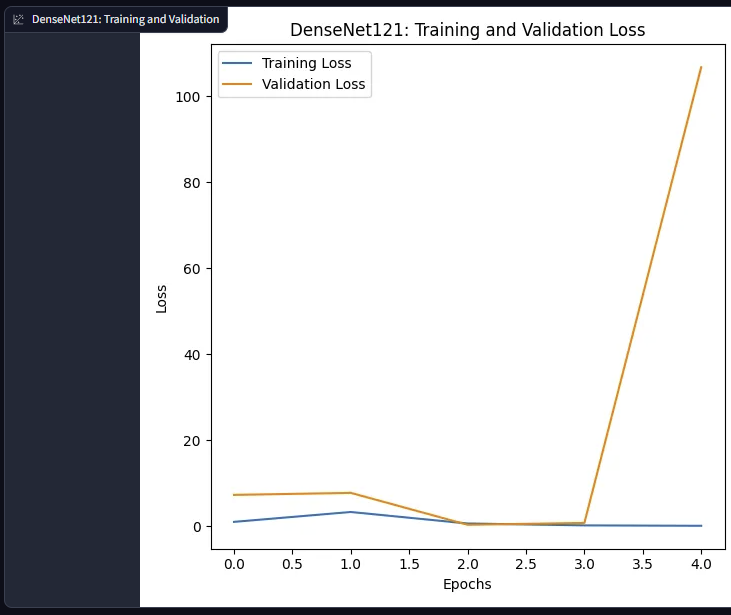 DenseNet121: Training and Validation
DenseNet121: Training and Validation Loss
Training Loss
Validation Loss
100
80
60
40
20
0
Loss
0.0 0.5 1.0 1.5 2.0 2.5 3.0 3.5 4.0
Epochs